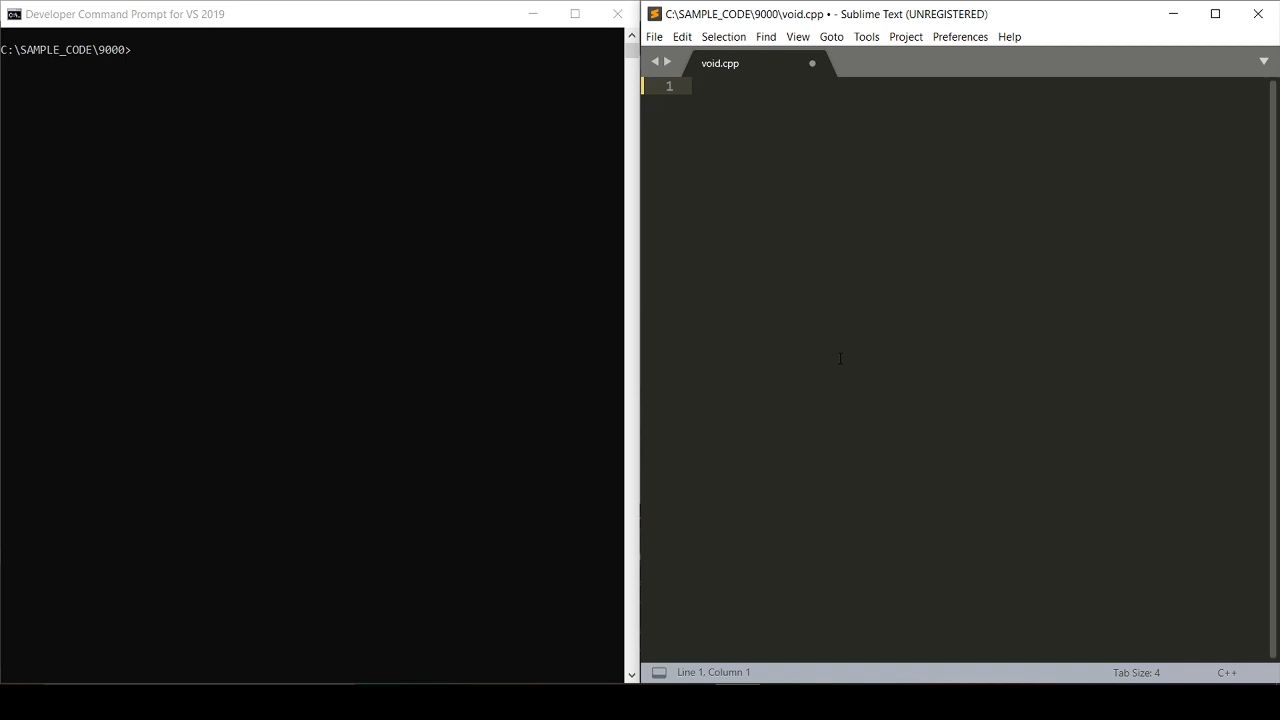 Developer Command Prompt for VS 2019
C:\SAMPLE_CODE\9000>
C:\SAMPLE_CODE\9000\void.cpp • - Sublime Text (UNREGISTERED)
File Edit Selection Find View Goto Tools Project Preferences Help
void.cpp
1
Line 1, Column 1
Tab Size: 4
C++